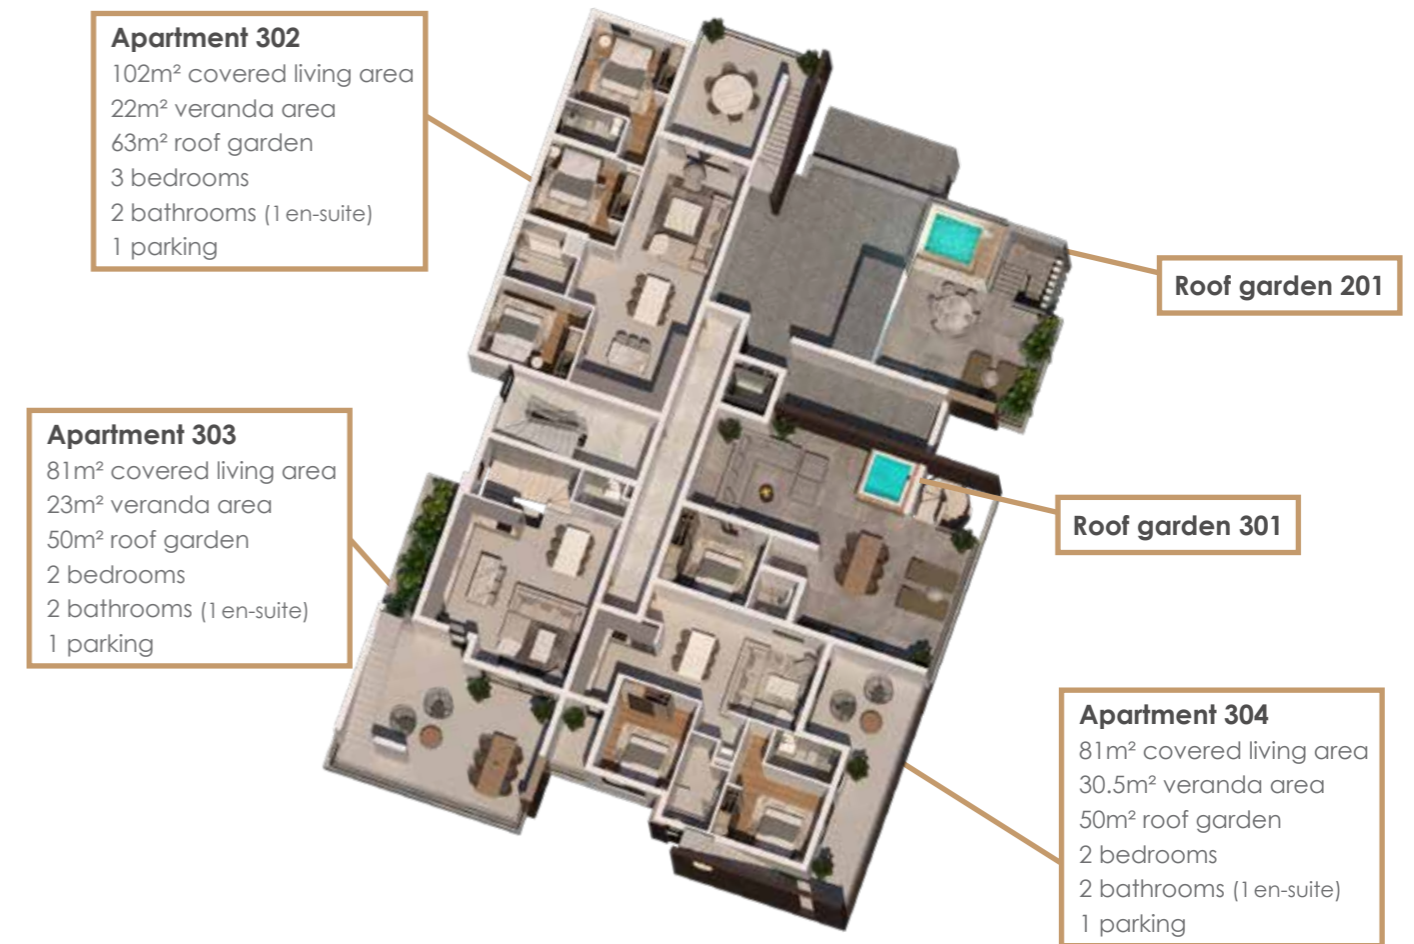 Apartment 302
102m² covered living area
22m² veranda area
63m² roof garden
3 bedrooms
2 bathrooms (1 en-suite)
1 parking
Roof garden 201
Apartment 303
81m² covered living area
23m² veranda area
50m² roof garden
2 bedrooms
2 bathrooms (1 en-suite)
1 parking
Roof garden 301
Apartment 304
81m² covered living area
30.5m² veranda area
50m² roof garden
2 bedrooms
2 bathrooms (1 en-suite)
1 parking